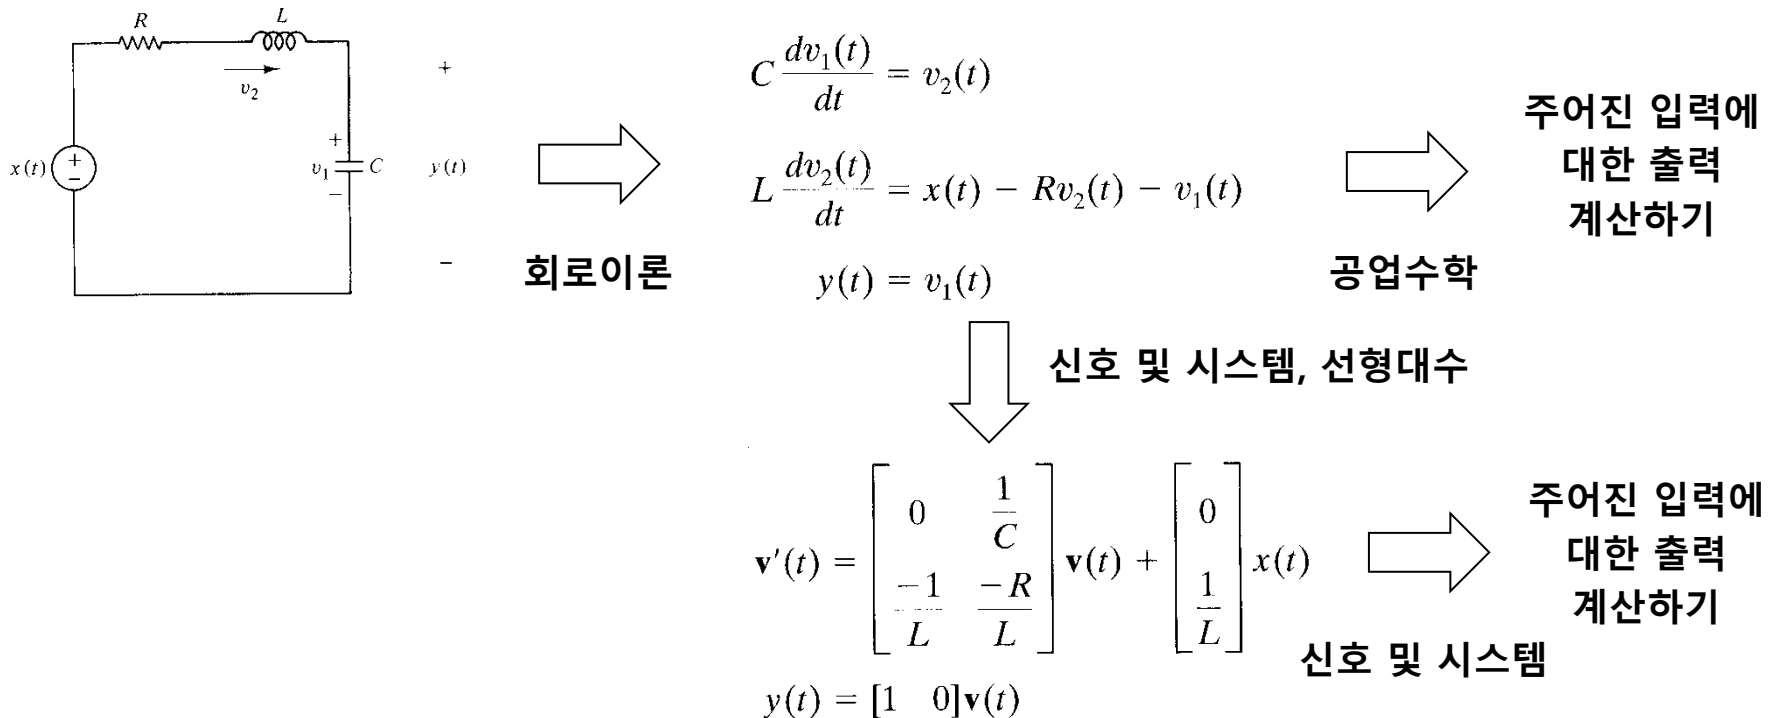 R
L
v₂
+
x(t)
+
−
+
v₁
−
C
y(t)
−
회로이론
C dv₁(t)/dt = v₂(t)
L dv₂(t)/dt = x(t) − Rv₂(t) − v₁(t)
y(t) = v₁(t)
공업수학
주어진 입력에
대한 출력
계산하기
신호 및 시스템, 선형대수
v′(t) = [0 1/C; −1/L −R/L] v(t) + [0; 1/L] x(t)
y(t) = [1 0]v(t)
신호 및 시스템
주어진 입력에
대한 출력
계산하기